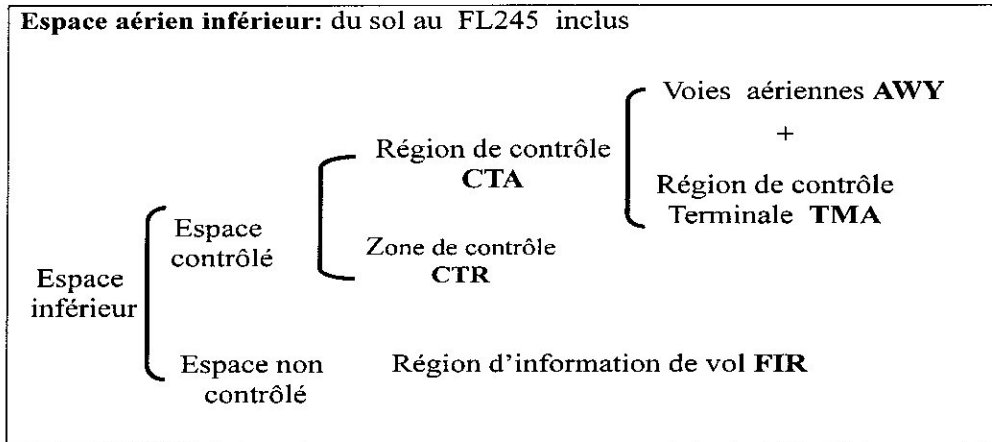 Espace aérien inférieur: du sol au FL245 inclus
Voies aériennes AWY
+
Région de contrôle
CTA
Région de contrôle
Terminale TMA
Espace
contrôlé
Zone de contrôle
CTR
Espace
inférieur
Espace non
contrôlé
Région d'information de vol FIR